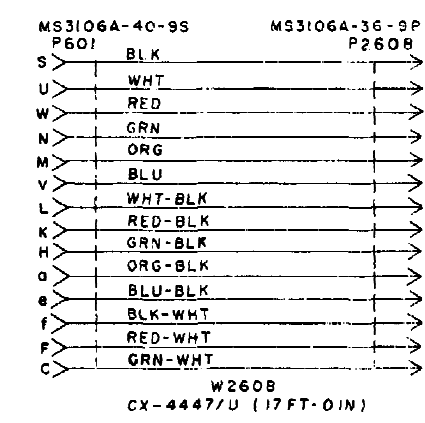 MS3106A-40-9S MS3106A-36-9P
P601 P2608
S BLK
U WHT
W RED
N GRN
M ORG
V BLU
L WHT-BLK
K RED-BLK
H GRN-BLK
a ORG-BLK
e BLU-BLK
f BLK-WHT
F RED-WHT
C GRN-WHT
W2608
CX-4447/U (17FT-0IN)